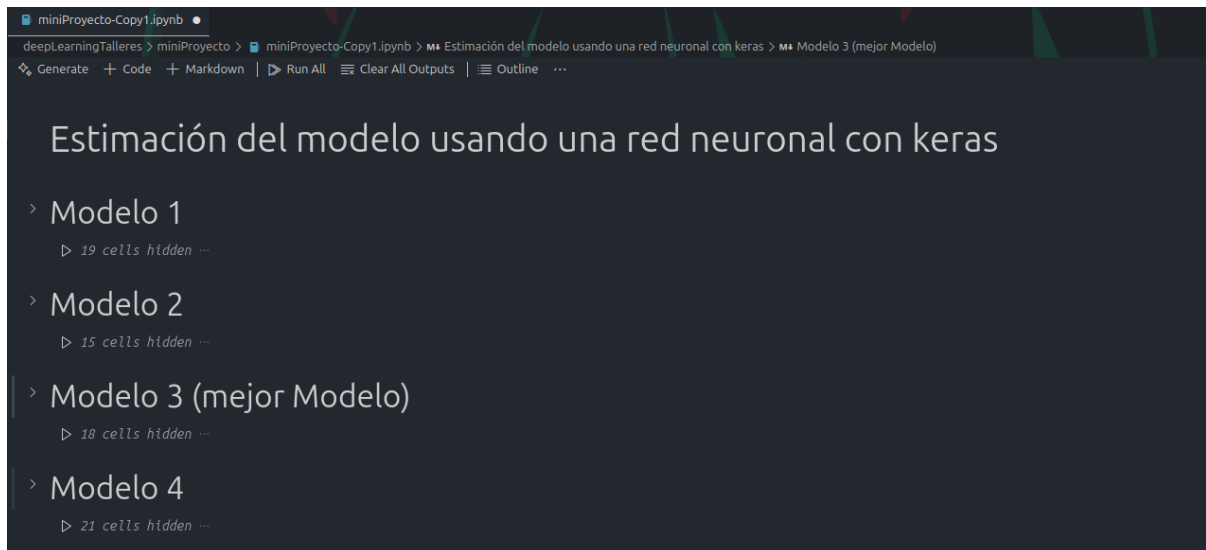 miniProyecto-Copy1.ipynb
deepLearningTalleres > miniProyecto > miniProyecto-Copy1.ipynb > M↓ Estimación del modelo usando una red neuronal con keras > M↓ Modelo 3 (mejor Modelo)
Generate + Code + Markdown | Run All Clear All Outputs | Outline ...
Estimación del modelo usando una red neuronal con keras
Modelo 1
19 cells hidden ...
Modelo 2
15 cells hidden ...
Modelo 3 (mejor Modelo)
18 cells hidden ...
Modelo 4
21 cells hidden ...